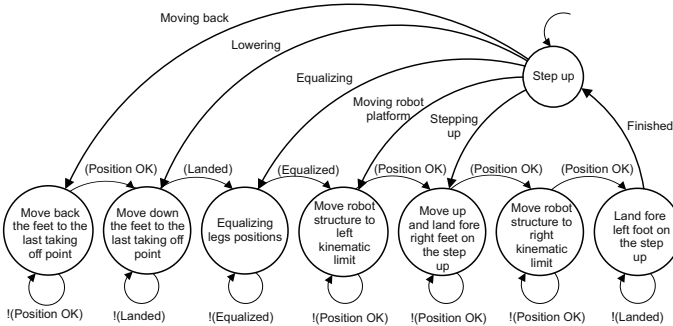 Moving back
Lowering
Equalizing
Moving robot
platform
Stepping
up
Step up
Finished
(Position OK)
(Landed)
(Equalized)
(Position OK)
(Position OK)
(Position OK)
Move back
the feet to the
last taking
off point
Move down
the feet to the
last taking off
point
Equalizing
legs positions
Move robot
structure to
left
kinematic
limit
Move up
and land fore
right feet on
the step
up
Move robot
structure to
right
kinematic
limit
Land fore
left foot on
the step
up
!(Position OK)
!(Landed)
!(Equalized)
!(Position OK)
!(Position OK)
!(Position OK)
!(Landed)